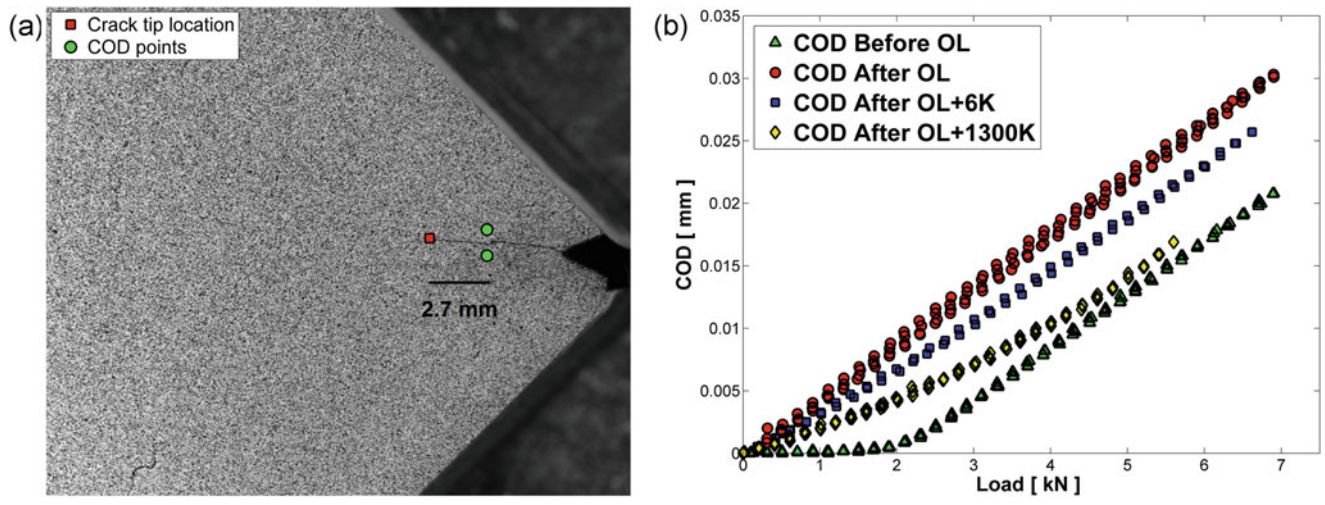 (a)
Crack tip location
COD points
2.7 mm
(b)
COD Before OL
COD After OL
COD After OL+6K
COD After OL+1300K
0.035
0.03
0.025
0.02
0.015
0.01
0.005
0
COD [ mm ]
0 1 2 3 4 5 6 7
Load [ kN ]